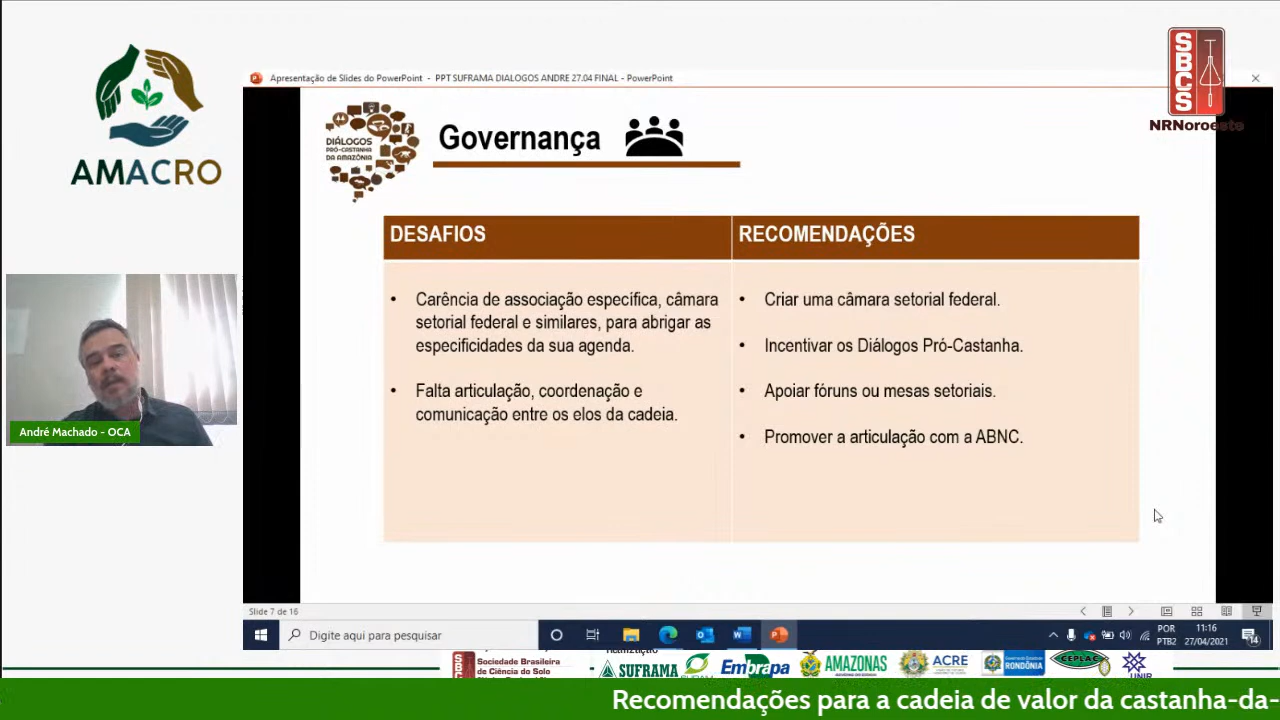 AMACRO
Apresentação de Slides do PowerPoint - PPT SUFRAMA DIALOGOS ANDRE 27.04 FINAL - PowerPoint
SBCS
NRNoroeste
DIÁLOGOS
PRÓ-CASTANHA
DA AMAZÔNIA
Governança
DESAFIOS
RECOMENDAÇÕES
• Carência de associação específica, câmara
setorial federal e similares, para abrigar as
especificidades da sua agenda.
• Falta articulação, coordenação e
comunicação entre os elos da cadeia.
• Criar uma câmara setorial federal.
• Incentivar os Diálogos Pró-Castanha.
• Apoiar fóruns ou mesas setoriais.
• Promover a articulação com a ABNC.
André Machado - OCA
Slide 7 de 16
Digite aqui para pesquisar
POR
PTB2
11:16
27/04/2021
14
Realização
SBCS
Sociedade Brasileira
de Ciência do Solo
SUFRAMA
Embrapa
AMAZONAS
ACRE
RONDÔNIA
CEPLAC
UNIR
Recomendações para a cadeia de valor da castanha-da-